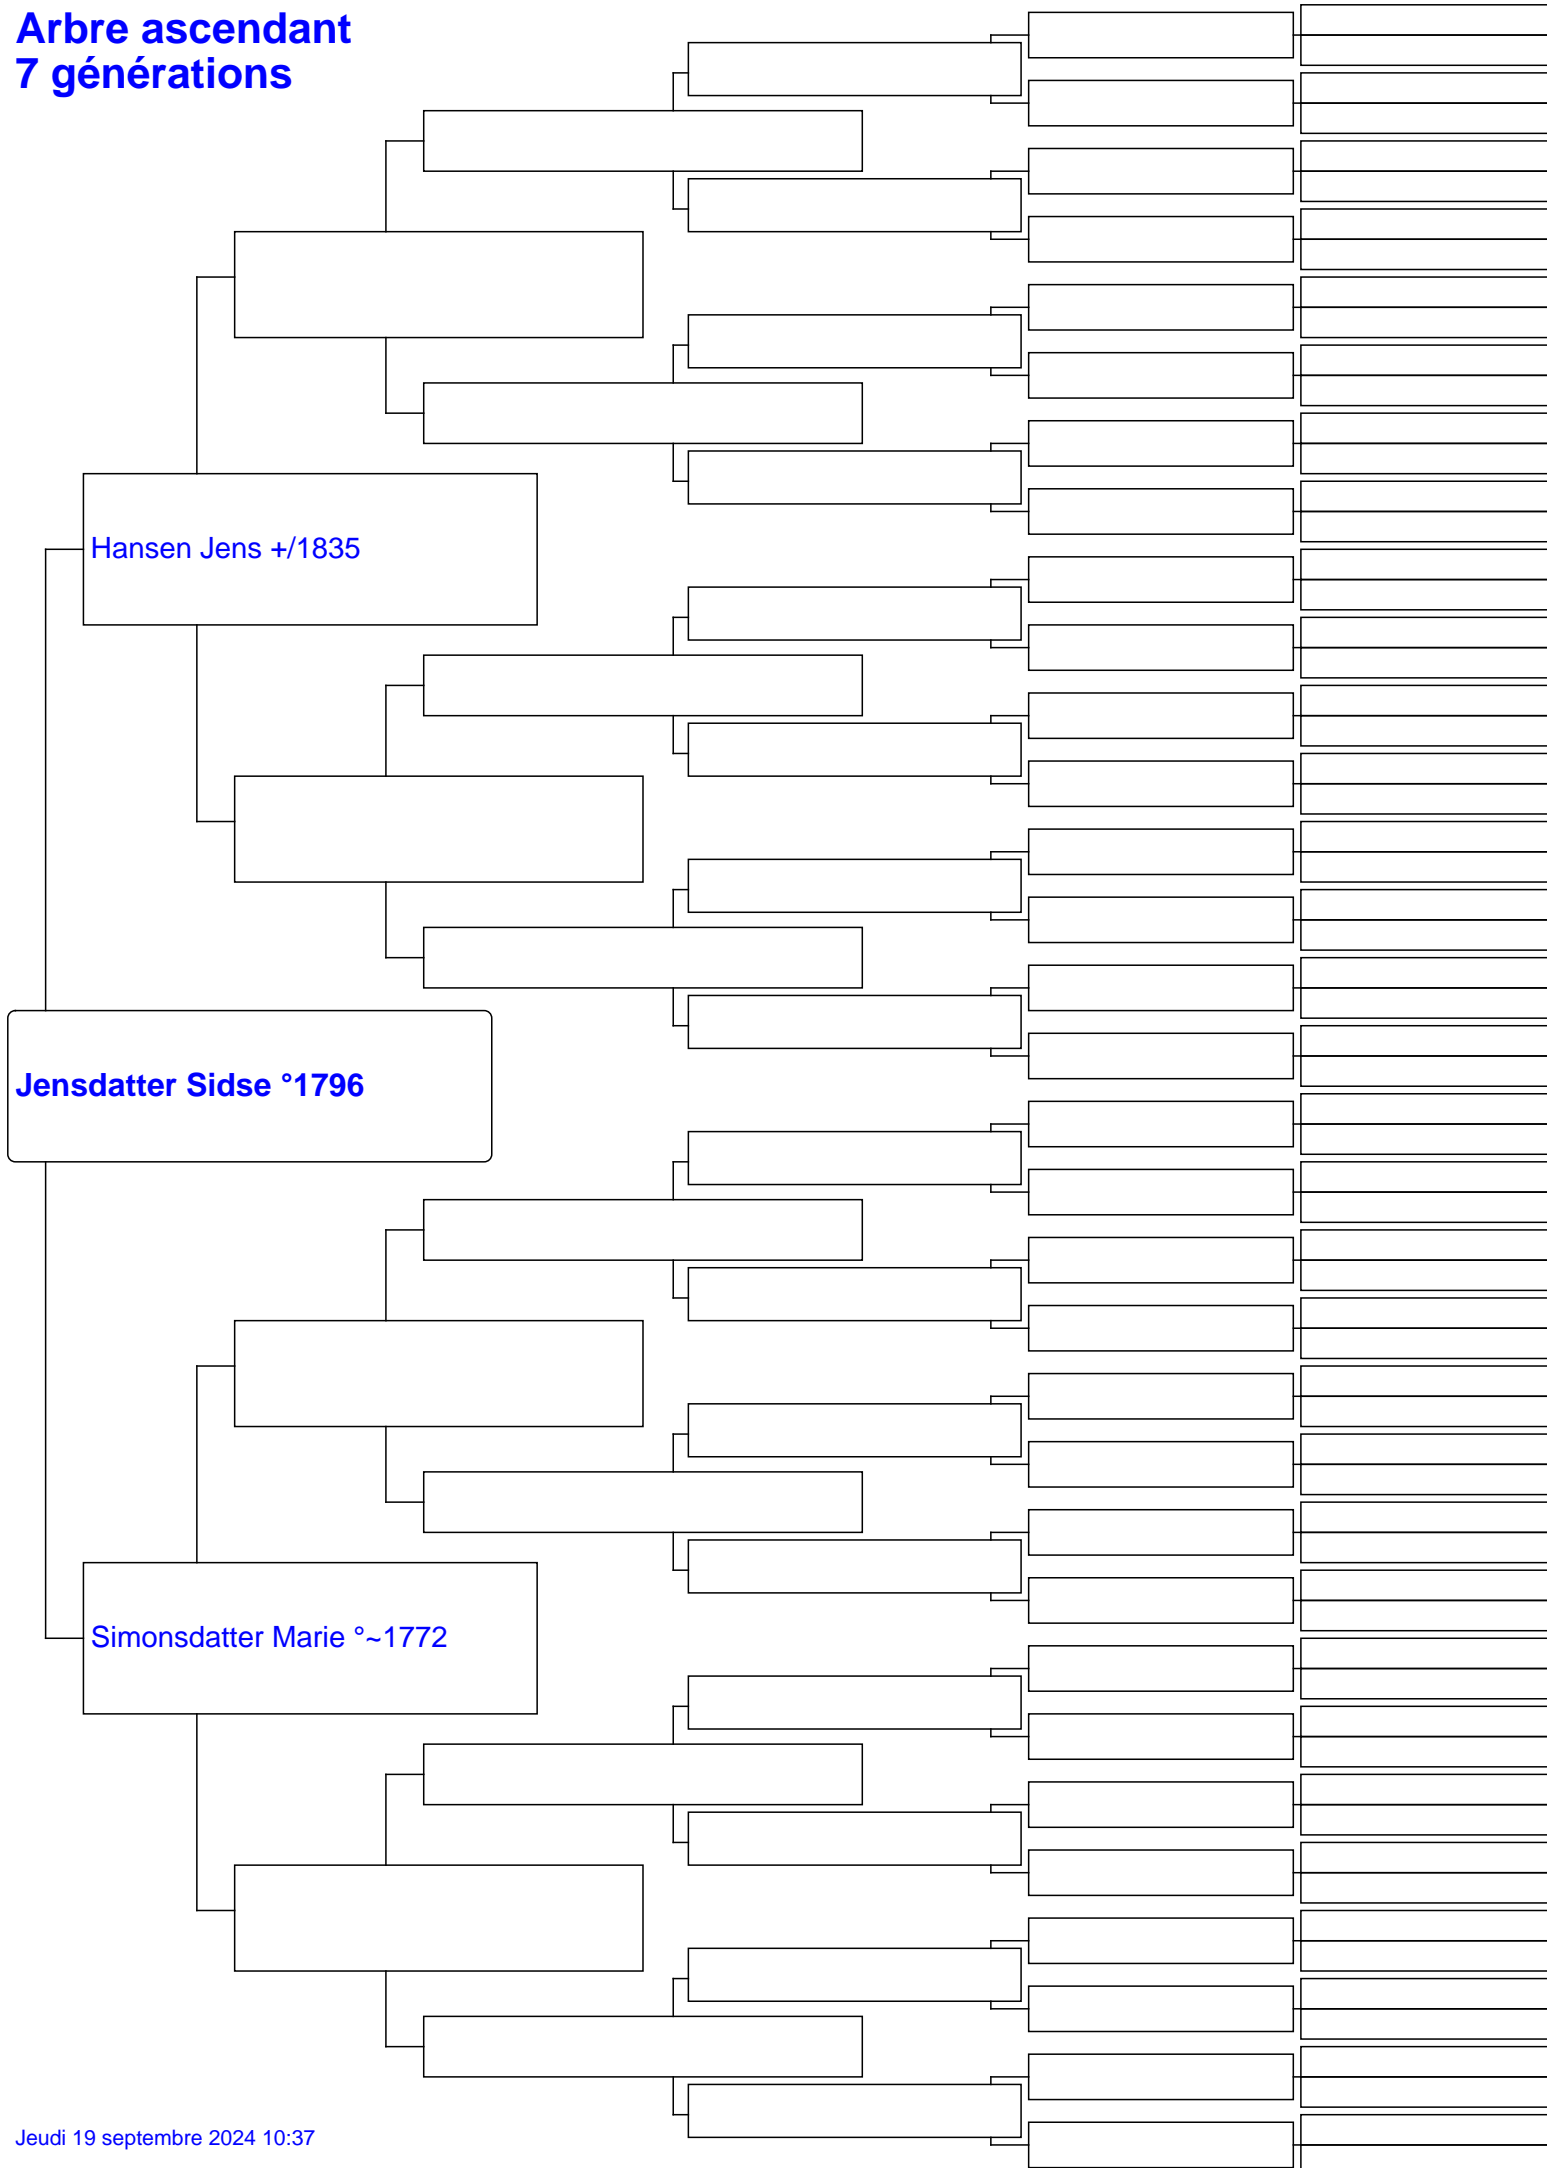 Arbre ascendant
7 générations
Hansen Jens +/1835
Jensdatter Sidse °1796
Simonsdatter Marie °~1772
Jeudi 19 septembre 2024 10:37